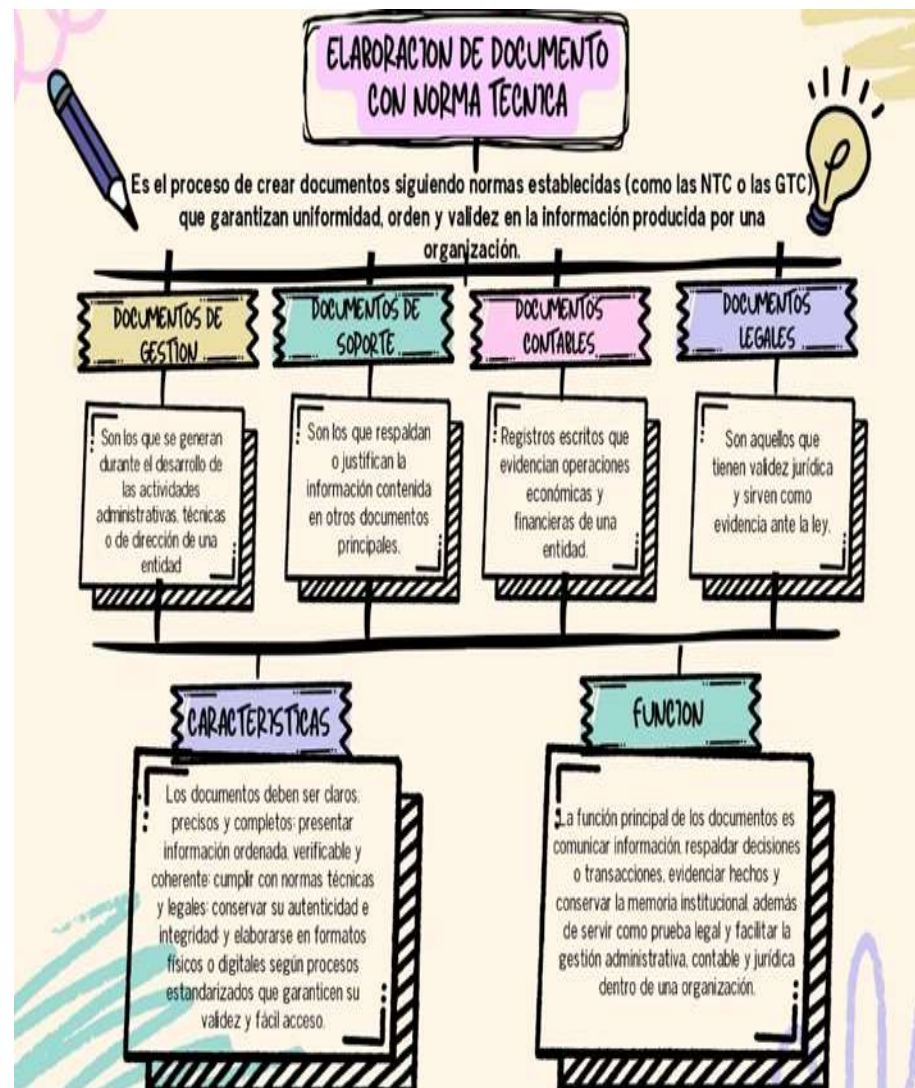 ELABORACION DE DOCUMENTO
CON NORMA TECNICA
Es el proceso de crear documentos siguiendo normas establecidas (como las NTC o las GTC)
que garantizan uniformidad, orden y validez en la información producida por una
organización.
DOCUMENTOS DE
GESTION
DOCUMENTOS DE
SOPORTE
DOCUMENTOS
CONTABLES
DOCUMENTOS
LEGALES
Son los que se generan
durante el desarrollo de
las actividades
administrativas, técnicas
o de dirección de una
entidad
Son los que respaldan
o justifican la
información contenida
en otros documentos
principales.
Registros escritos que
evidencian operaciones
económicas y
financieras de una
entidad.
Son aquellos que
tienen validez jurídica
y sirven como
evidencia ante la ley.
CARACTERISTICAS
Los documentos deben ser claros,
precisos y completos; presentar
información ordenada, verificable y
coherente; cumplir con normas técnicas
y legales; conservar su autenticidad e
integridad; y elaborarse en formatos
físicos o digitales según procesos
estandarizados que garanticen su
validez y fácil acceso.
FUNCION
La función principal de los documentos es
comunicar información, respaldar decisiones
o transacciones, evidenciar hechos y
conservar la memoria institucional, además
de servir como prueba legal y facilitar la
gestión administrativa, contable y jurídica
dentro de una organización.